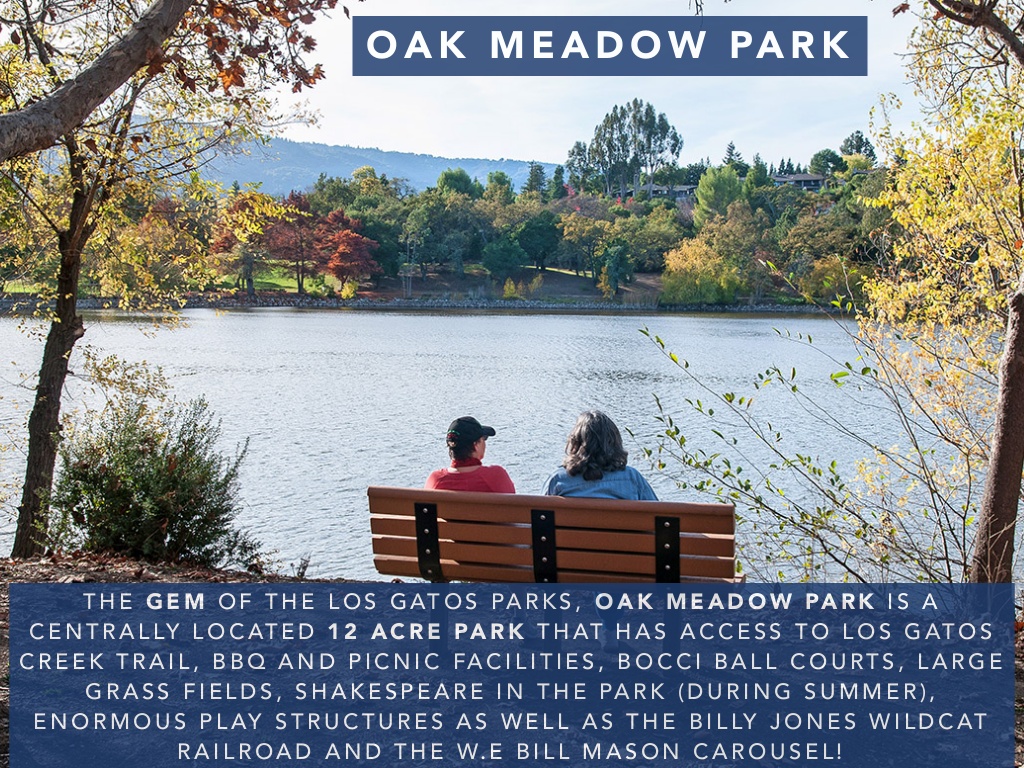 OAK MEADOW PARK
THE GEM OF THE LOS GATOS PARKS, OAK MEADOW PARK IS A
CENTRALLY LOCATED 12 ACRE PARK THAT HAS ACCESS TO LOS GATOS
CREEK TRAIL, BBQ AND PICNIC FACILITIES, BOCCI BALL COURTS, LARGE
GRASS FIELDS, SHAKESPEARE IN THE PARK (DURING SUMMER),
ENORMOUS PLAY STRUCTURES AS WELL AS THE BILLY JONES WILDCAT
RAILROAD AND THE W.E BILL MASON CAROUSEL!